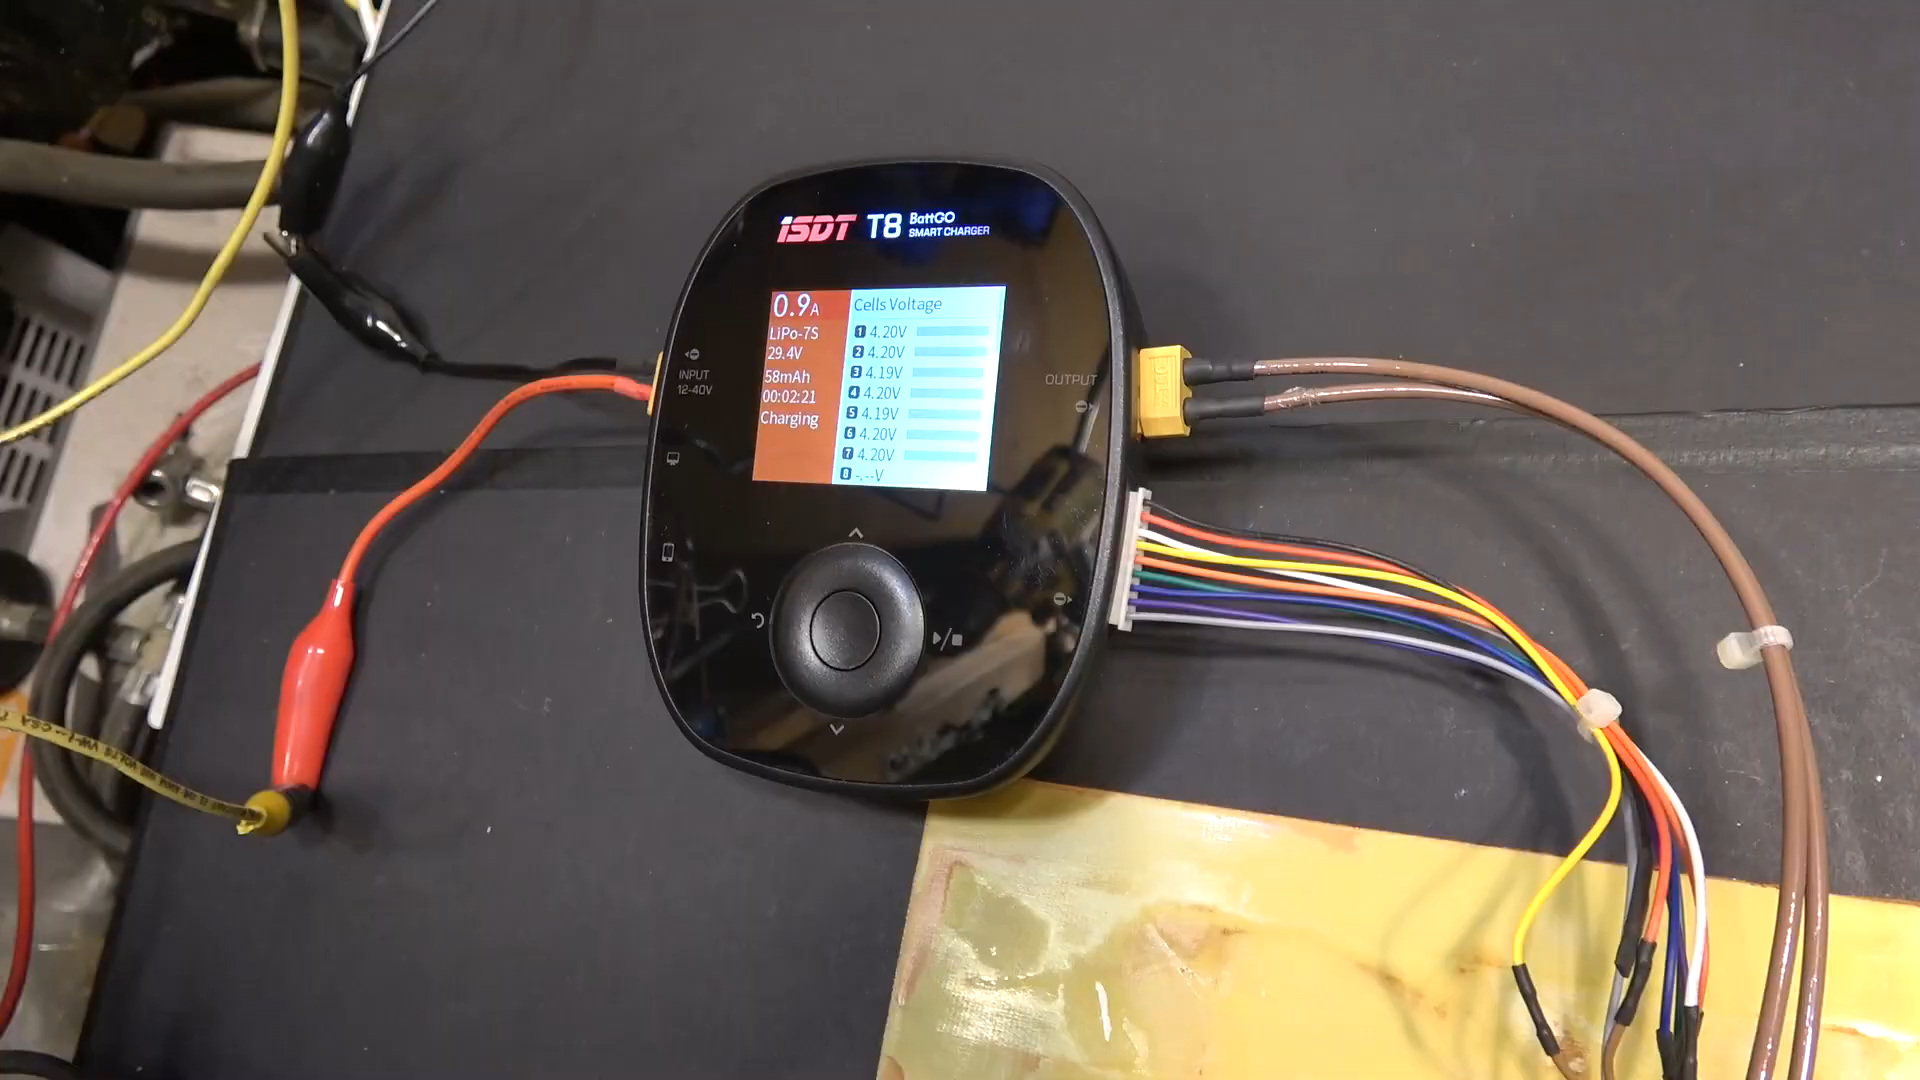 iSDT T8 BattGO
SMART CHARGER
0.9A
LiPo-7S
29.4V
58mAh
00:02:21
Charging
Cells Voltage
1 4.20V
2 4.20V
3 4.19V
4 4.20V
5 4.19V
6 4.20V
7 4.20V
8 -.--V
INPUT
12-40V
OUTPUT